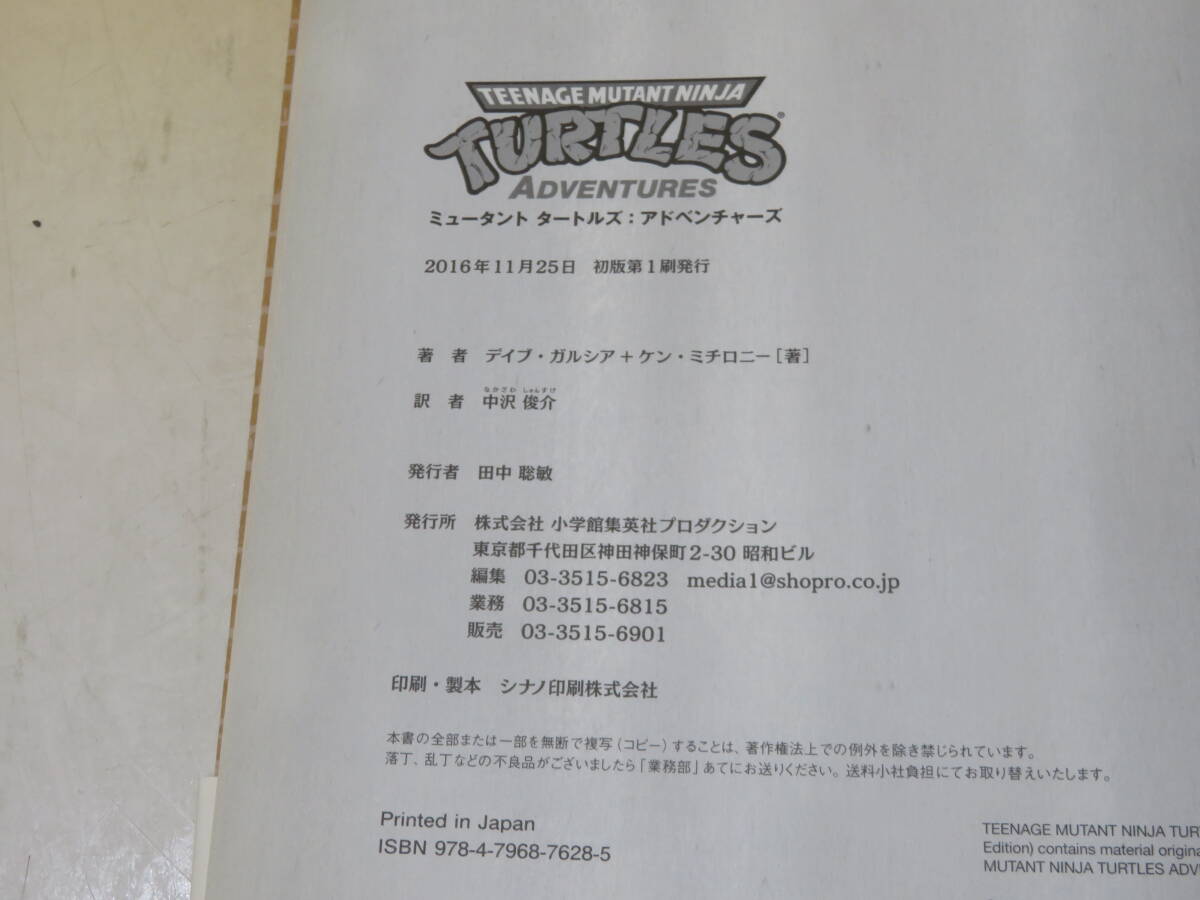 TEENAGE MUTANT NINJA
TURTLES®
ADVENTURES
ミュータント タートルズ：アドベンチャーズ
2016年11月25日 初版第1刷発行
著 者 デイブ・ガルシア＋ケン・ミチロニー［著］
なかざわ しゅんすけ
訳 者 中沢 俊介
発行者 田中 聡敏
発行所 株式会社 小学館集英社プロダクション
東京都千代田区神田神保町2-30 昭和ビル
編集 03-3515-6823 media1@shopro.co.jp
業務 03-3515-6815
販売 03-3515-6901
印刷・製本 シナノ印刷株式会社
本書の全部または一部を無断で複写（コピー）することは、著作権法上での例外を除き禁じられています。
落丁、乱丁などの不良品がございましたら「業務部」あてにお送りください。送料小社負担にてお取り替えいたします。
Printed in Japan
ISBN 978-4-7968-7628-5
TEENAGE MUTANT NINJA
Edition) contains material
MUTANT NINJA TURTLES